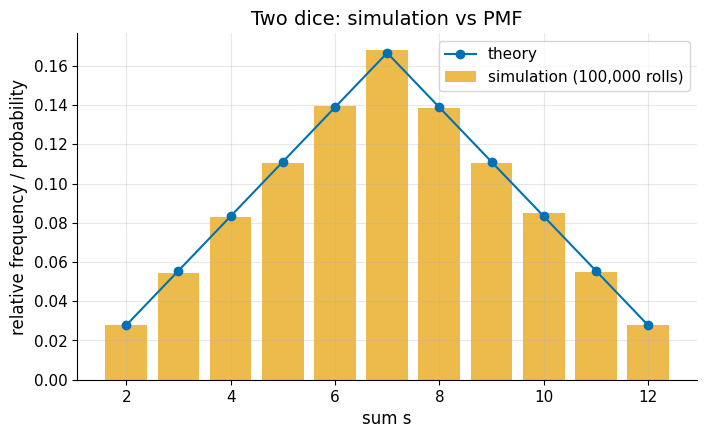 Two dice: simulation vs PMF
theory
simulation (100,000 rolls)
relative frequency / probability
0.16
0.14
0.12
0.10
0.08
0.06
0.04
0.02
0.00
2 4 6 8 10 12
sum s